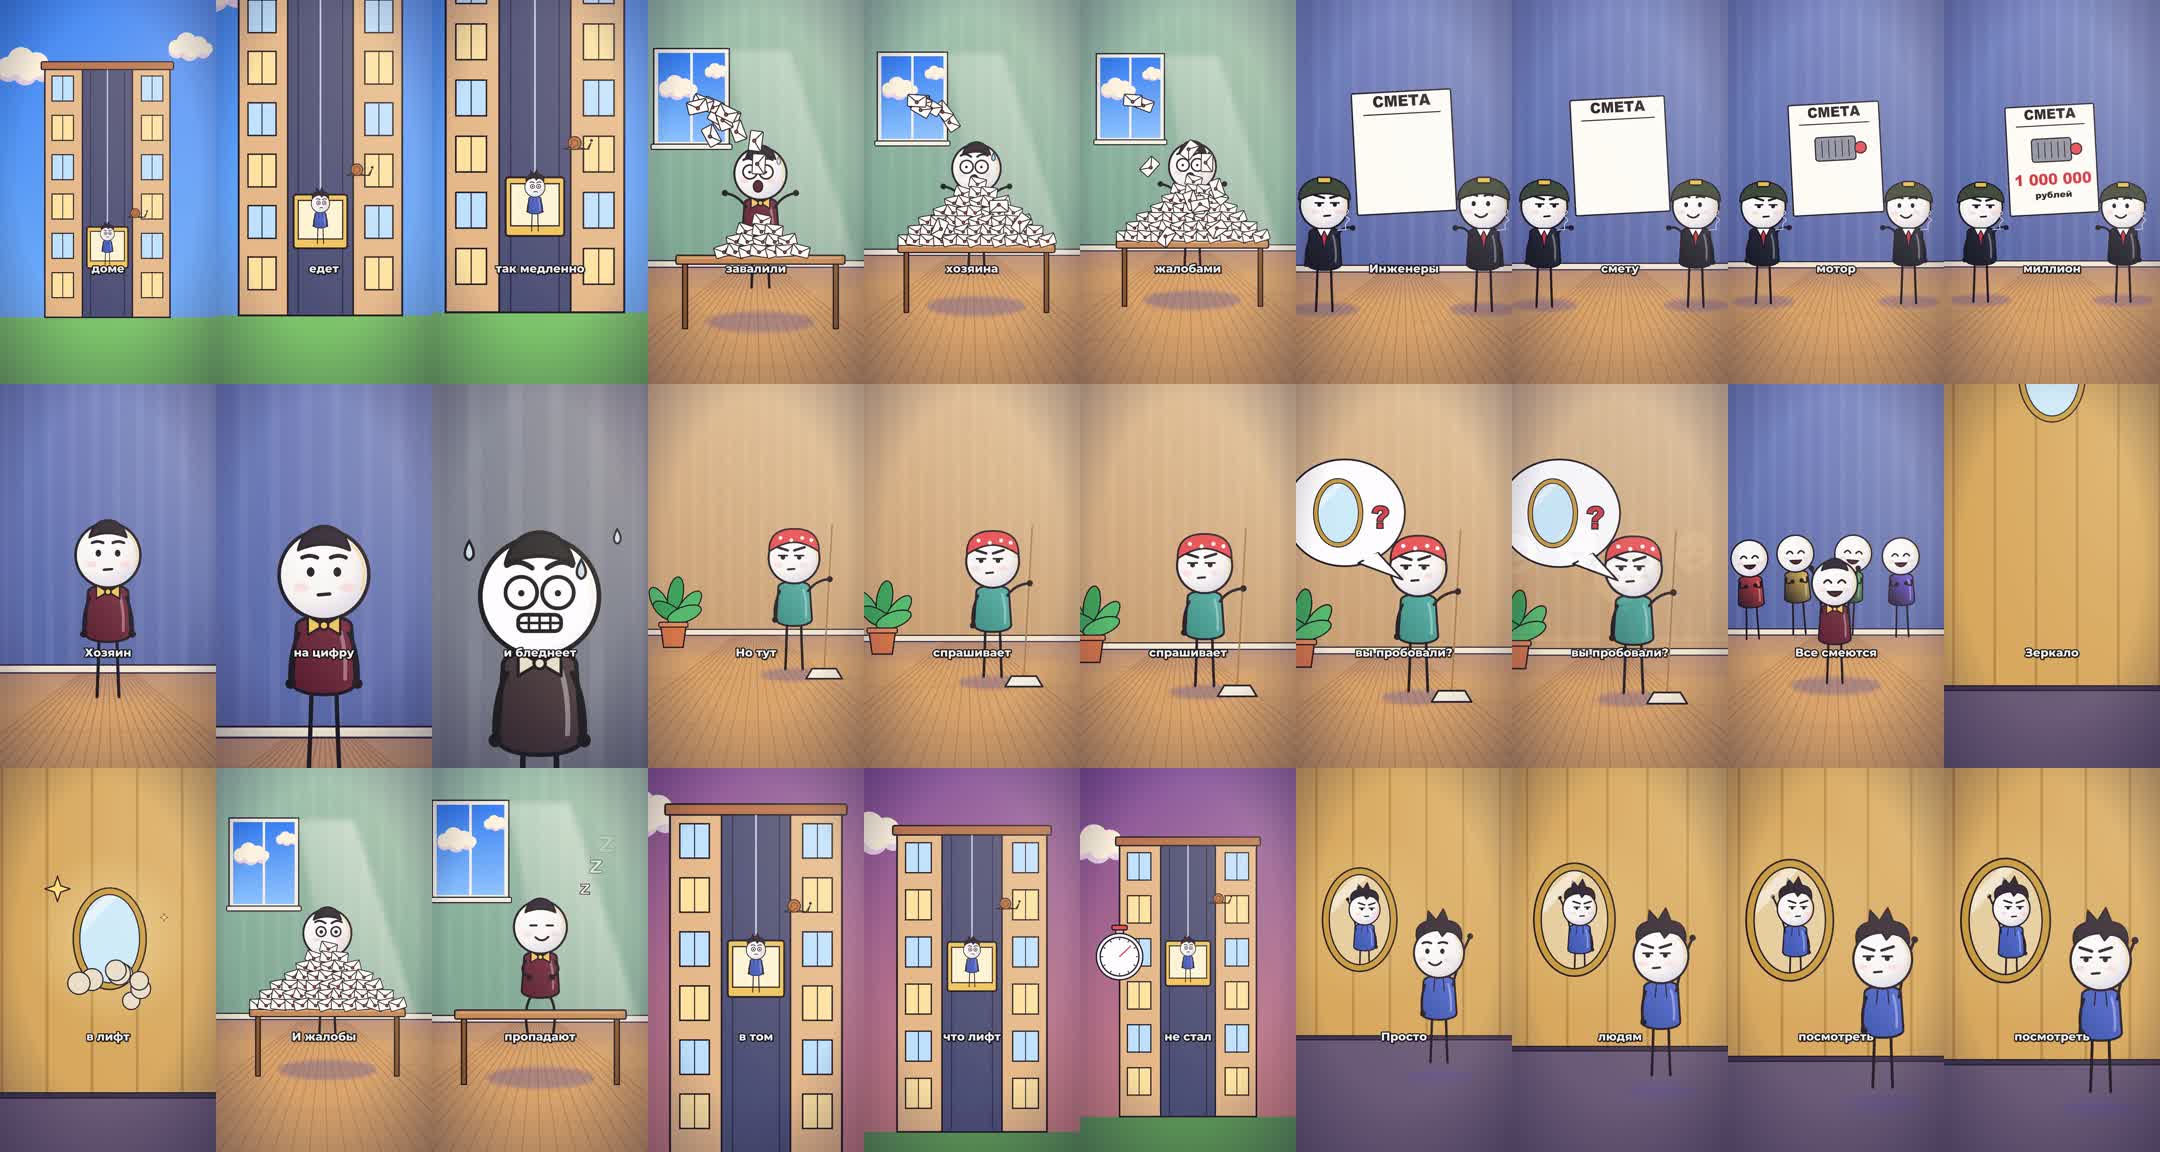 доме
едет
так медленно
завалили
хозяина
жалобами
СМЕТА
Инженеры
СМЕТА
смету
СМЕТА
мотор
СМЕТА
1 000 000
рублей
миллион
Хозяин
на цифру
и бледнеет
Но тут
спрашивает
спрашивает
?
вы пробовали?
?
вы пробовали?
Все смеются
Зеркало
в лифт
И жалобы
z
z
z
пропадают
в том
что лифт
не стал
Просто
людям
посмотреть
посмотреть